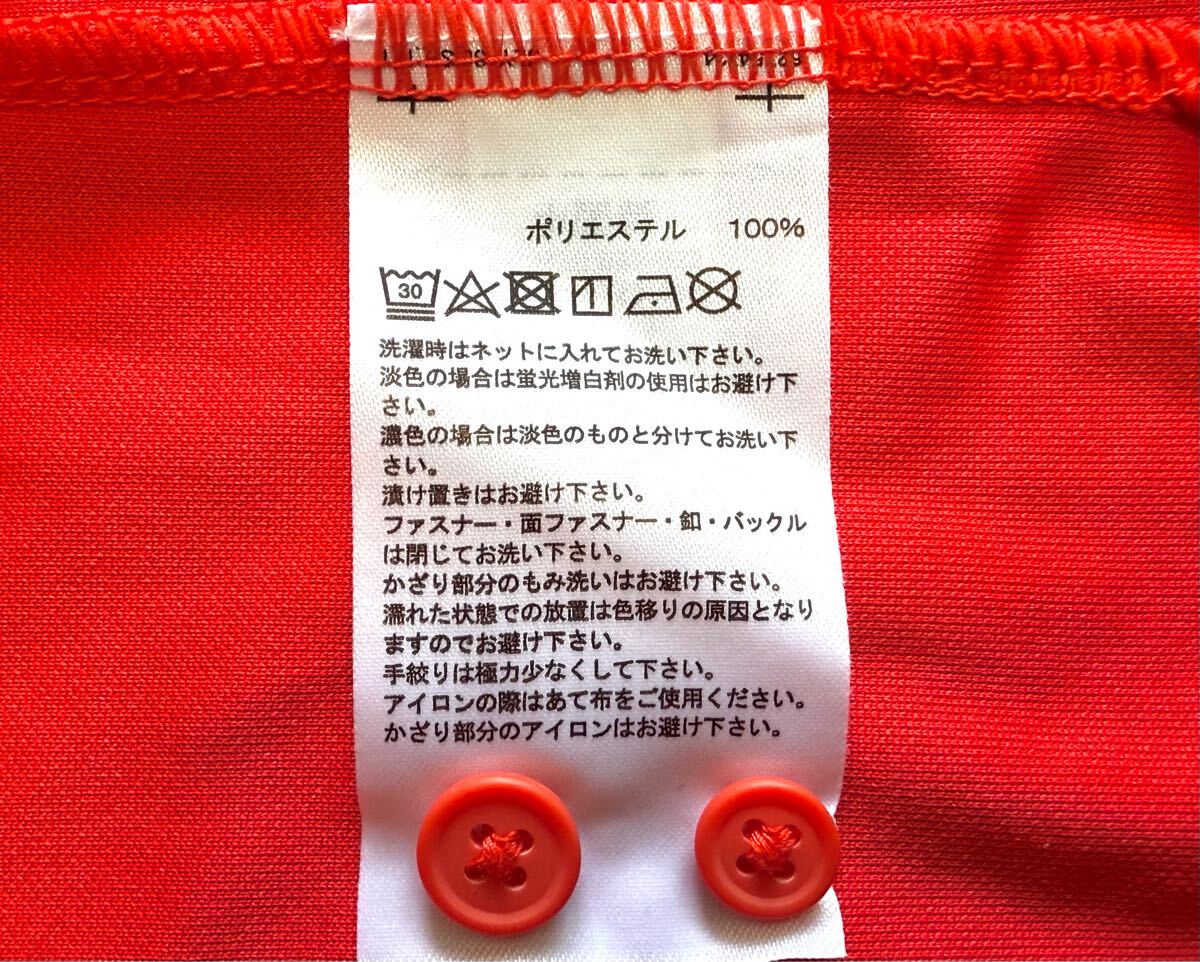 ポリエステル 100%
30
洗濯時はネットに入れてお洗い下さい。
淡色の場合は蛍光増白剤の使用はお避け下
さい。
濃色の場合は淡色のものと分けてお洗い下
さい。
漬け置きはお避け下さい。
ファスナー・面ファスナー・釦・バックル
は閉じてお洗い下さい。
かざり部分のもみ洗いはお避け下さい。
濡れた状態での放置は色移りの原因となり
ますのでお避け下さい。
手絞りは極力少なくして下さい。
アイロンの際はあて布をご使用ください。
かざり部分のアイロンはお避け下さい。